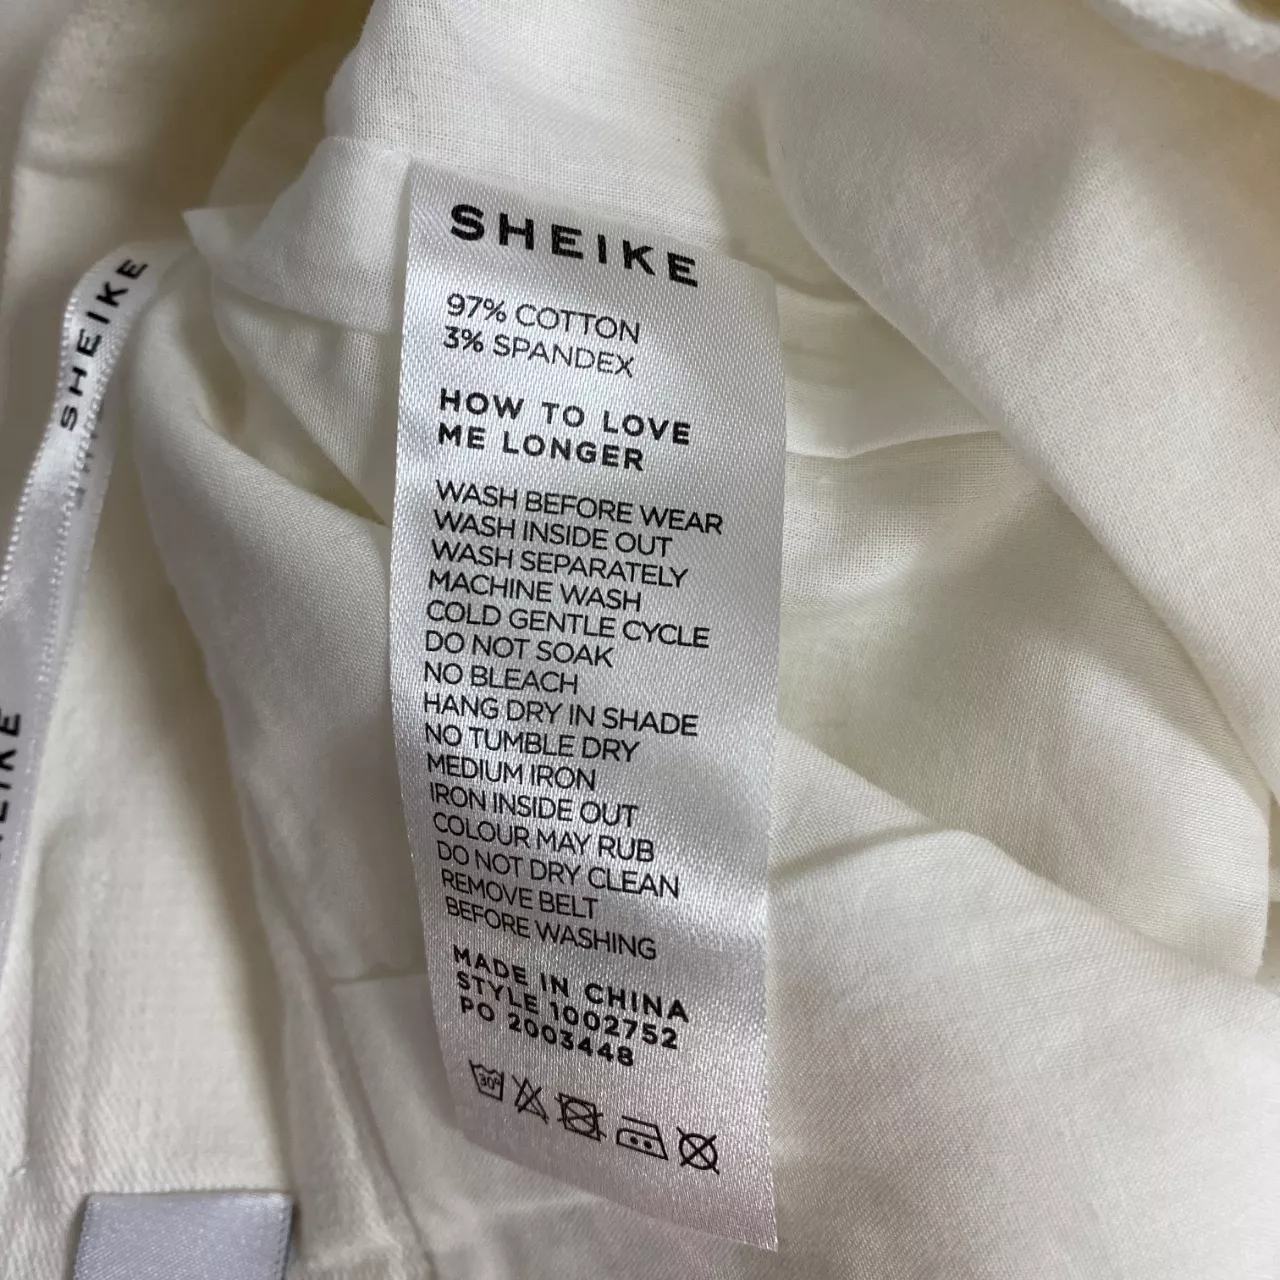 SHEIKE
97% COTTON
3% SPANDEX
HOW TO LOVE
ME LONGER
WASH BEFORE WEAR
WASH INSIDE OUT
WASH SEPARATELY
MACHINE WASH
COLD GENTLE CYCLE
DO NOT SOAK
NO BLEACH
HANG DRY IN SHADE
NO TUMBLE DRY
MEDIUM IRON
IRON INSIDE OUT
COLOUR MAY RUB
DO NOT DRY CLEAN
REMOVE BELT
BEFORE WASHING
MADE IN CHINA
STYLE 1002752
PO 2003448
30°
SHEIKE